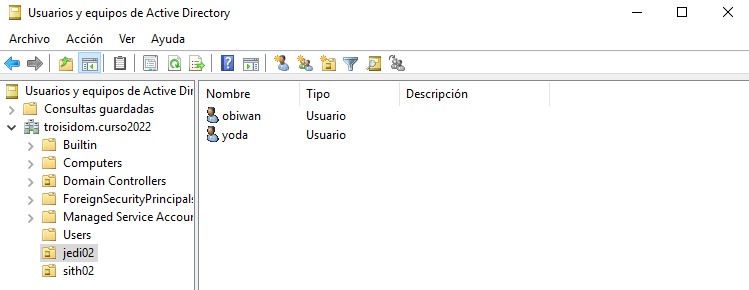 Usuarios y equipos de Active Directory
Archivo Acción Ver Ayuda
Usuarios y equipos de Active Dir
Consultas guardadas
troisidom.curso2022
Builtin
Computers
Domain Controllers
ForeignSecurityPrincipals
Managed Service Accour
Users
jedi02
sith02
Nombre Tipo Descripción
obiwan Usuario
yoda Usuario